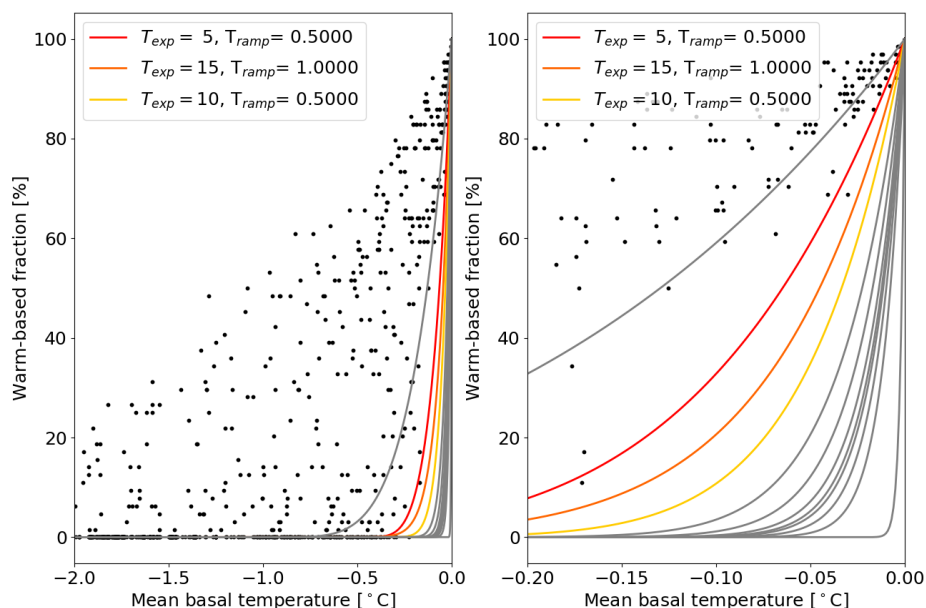 100
80
60
40
20
0
Warm-based fraction [%]
T_exp = 5, T_ramp= 0.5000
T_exp = 15, T_ramp= 1.0000
T_exp = 10, T_ramp= 0.5000
-2.0 -1.5 -1.0 -0.5 0.0
Mean basal temperature [°C]
100
80
60
40
20
0
Warm-based fraction [%]
T_exp = 5, T_ramp= 0.5000
T_exp = 15, T_ramp= 1.0000
T_exp = 10, T_ramp= 0.5000
-0.20 -0.15 -0.10 -0.05 0.00
Mean basal temperature [°C]